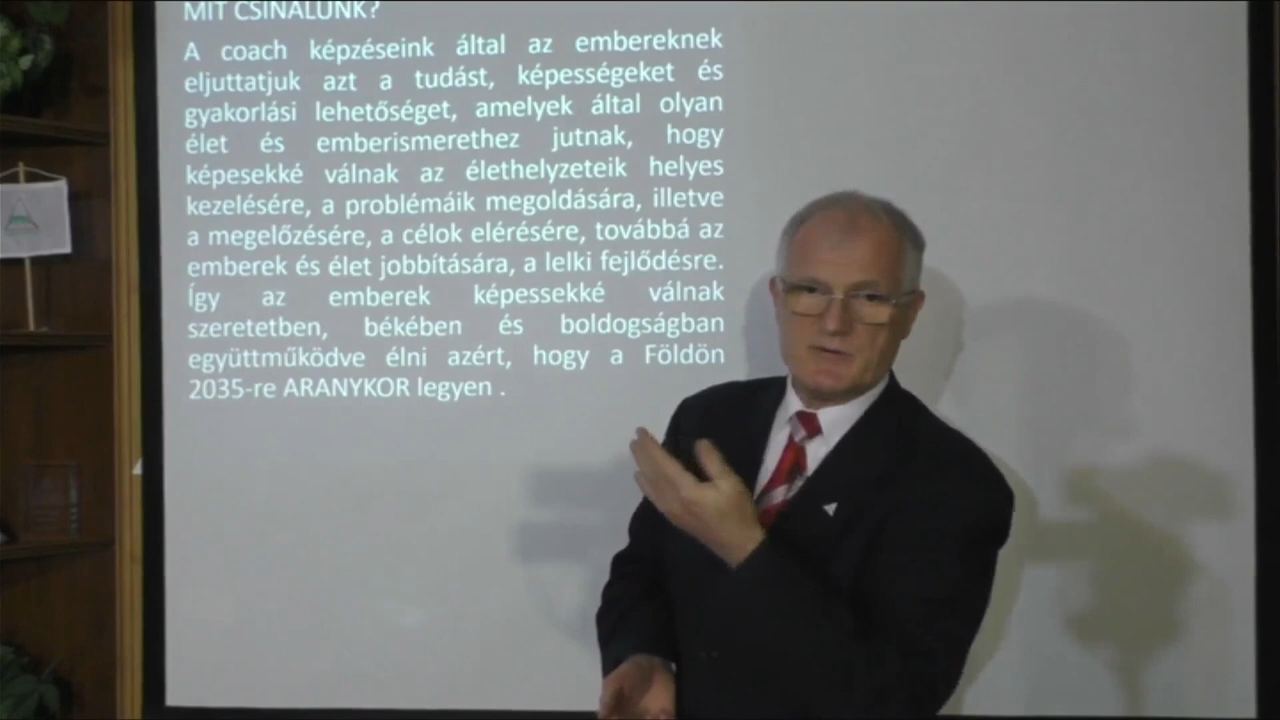 MIT CSINÁLUNK?
A coach képzéseink által az embereknek
eljuttatjuk azt a tudást, képességeket és
gyakorlási lehetőséget, amelyek által olyan
élet és emberismerethez jutnak, hogy
képesekké válnak az élethelyzeteik helyes
kezelésére, a problémáik megoldására, illetve
a megelőzésére, a célok elérésére, továbbá az
emberek és élet jobbítására, a lelki fejlődésre.
Így az emberek képessekké válnak
szeretetben, békében és boldogságban
együttműködve élni azért, hogy a Földön
2035-re ARANYKOR legyen .